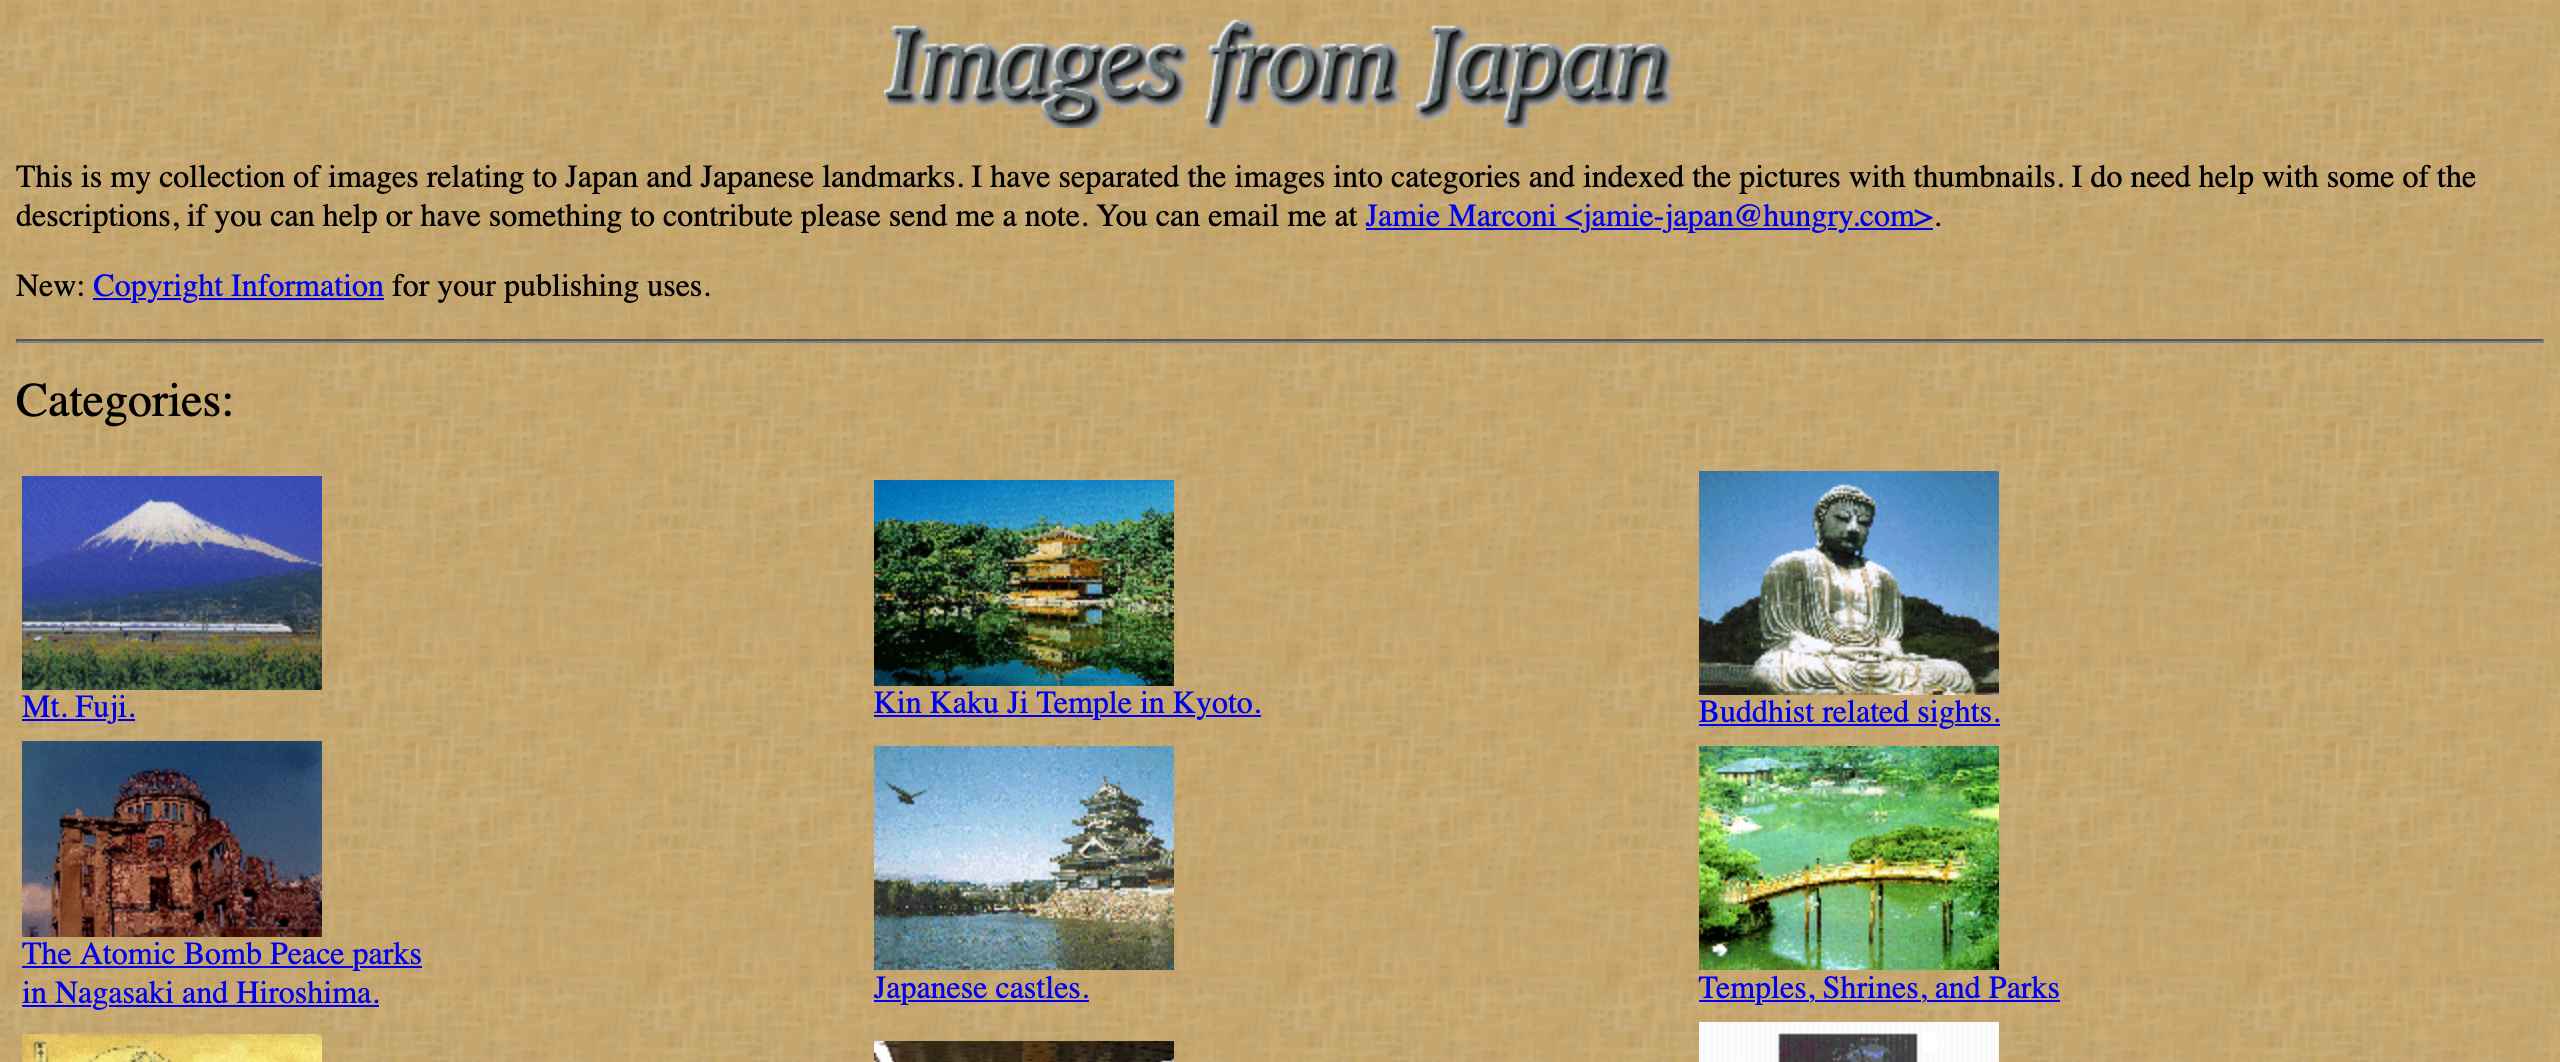 Images from Japan
This is my collection of images relating to Japan and Japanese landmarks. I have separated the images into categories and indexed the pictures with thumbnails. I do need help with some of the
descriptions, if you can help or have something to contribute please send me a note. You can email me at Jamie Marconi <jamie-japan@hungry.com>.
New: Copyright Information for your publishing uses.
Categories:
Mt. Fuji.
Kin Kaku Ji Temple in Kyoto.
Buddhist related sights.
The Atomic Bomb Peace parks
in Nagasaki and Hiroshima.
Japanese castles.
Temples, Shrines, and Parks